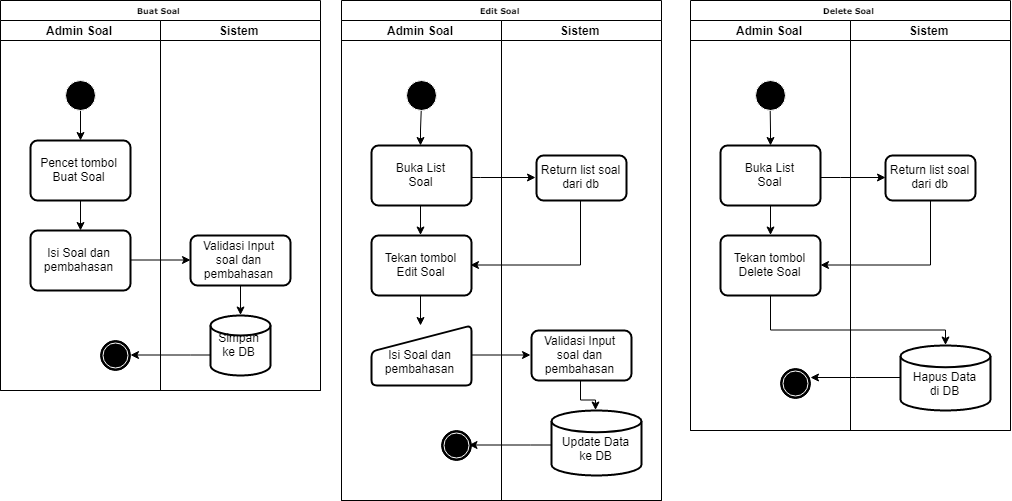 Buat Soal
Admin Soal
Sistem
Pencet tombol
Buat Soal
Isi Soal dan
pembahasan
Validasi Input
soal dan
pembahasan
Simpan
ke DB
Edit Soal
Admin Soal
Sistem
Buka List
Soal
Return list soal
dari db
Tekan tombol
Edit Soal
Isi Soal dan
pembahasan
Validasi Input
soal dan
pembahasan
Update Data
ke DB
Delete Soal
Admin Soal
Sistem
Buka List
Soal
Return list soal
dari db
Tekan tombol
Delete Soal
Hapus Data
di DB